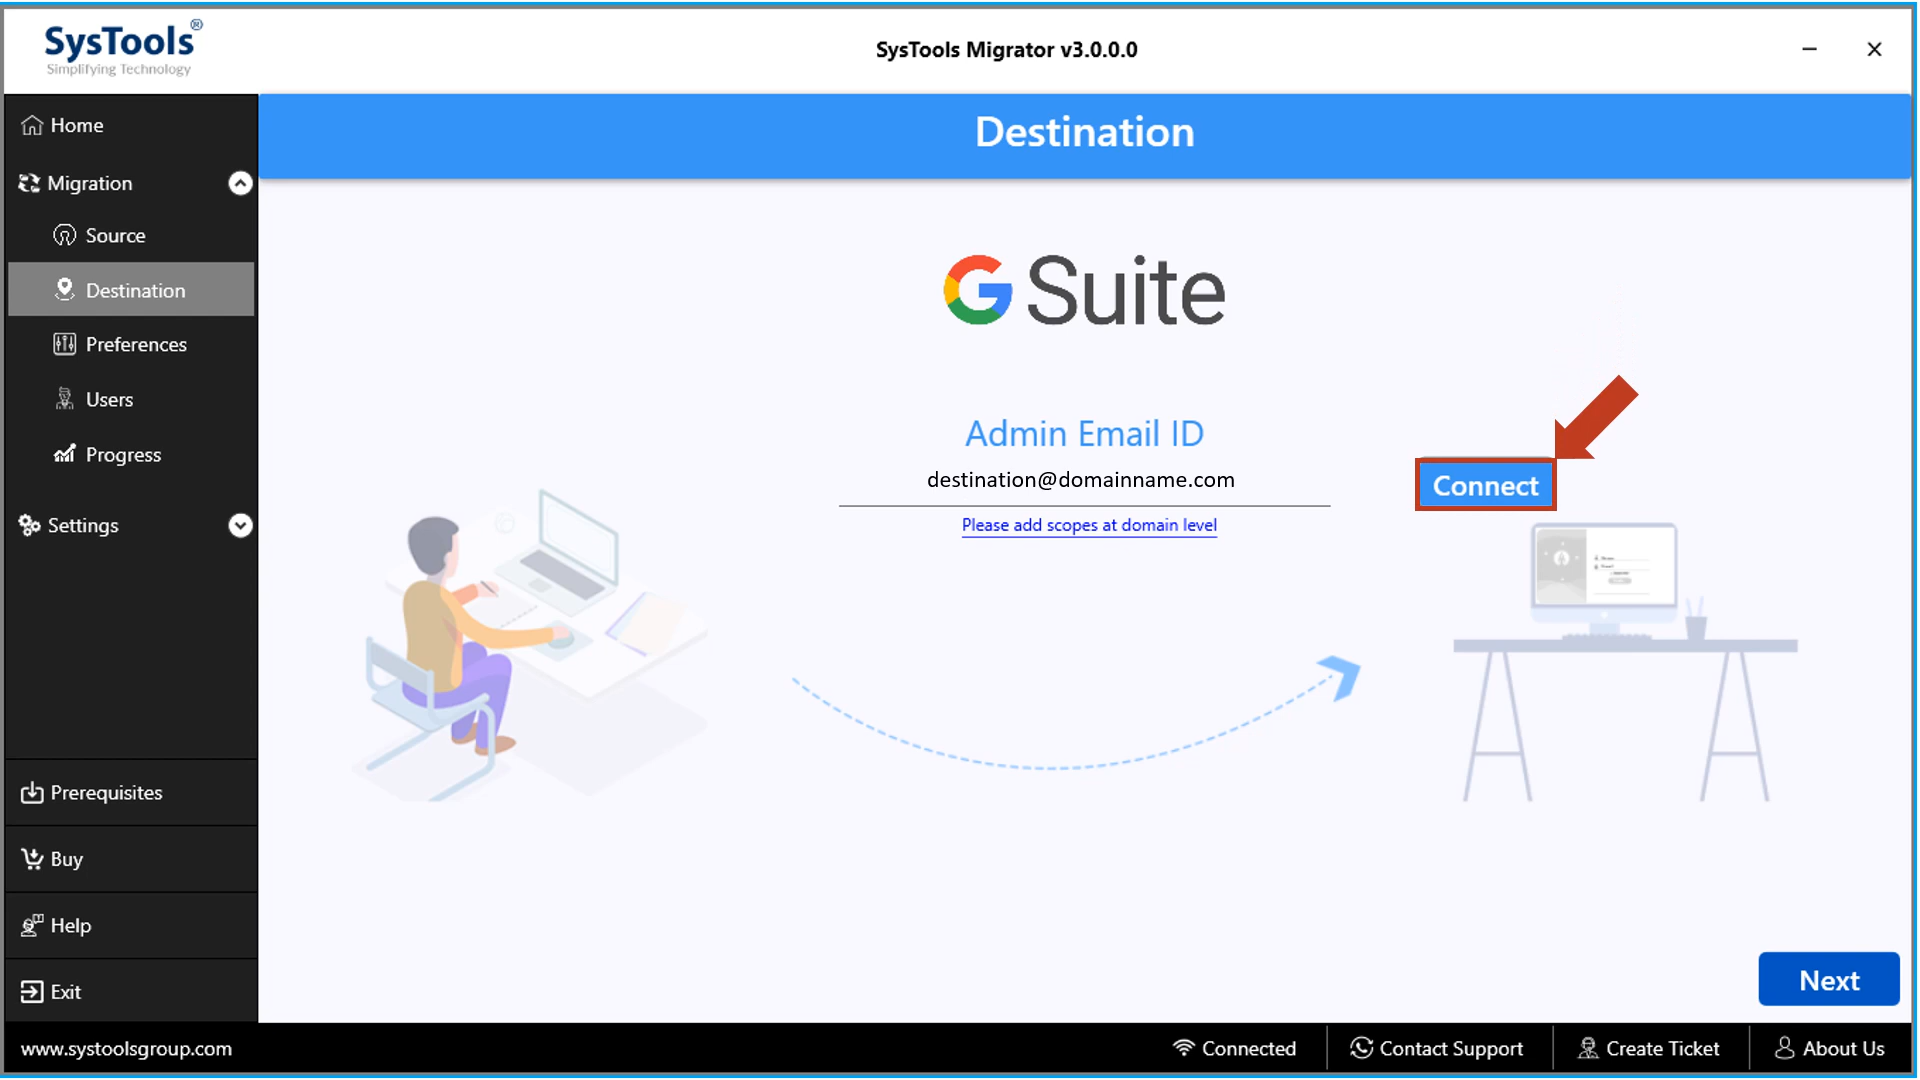 SysTools®
Simplifying Technology
SysTools Migrator v3.0.0.0
Home
Migration
Source
Destination
Preferences
Users
Progress
Settings
Prerequisites
Buy
Help
Exit
Destination
G Suite
Admin Email ID
destination@domainname.com
Please add scopes at domain level
Connect
Next
www.systoolsgroup.com
Connected
Contact Support
Create Ticket
About Us